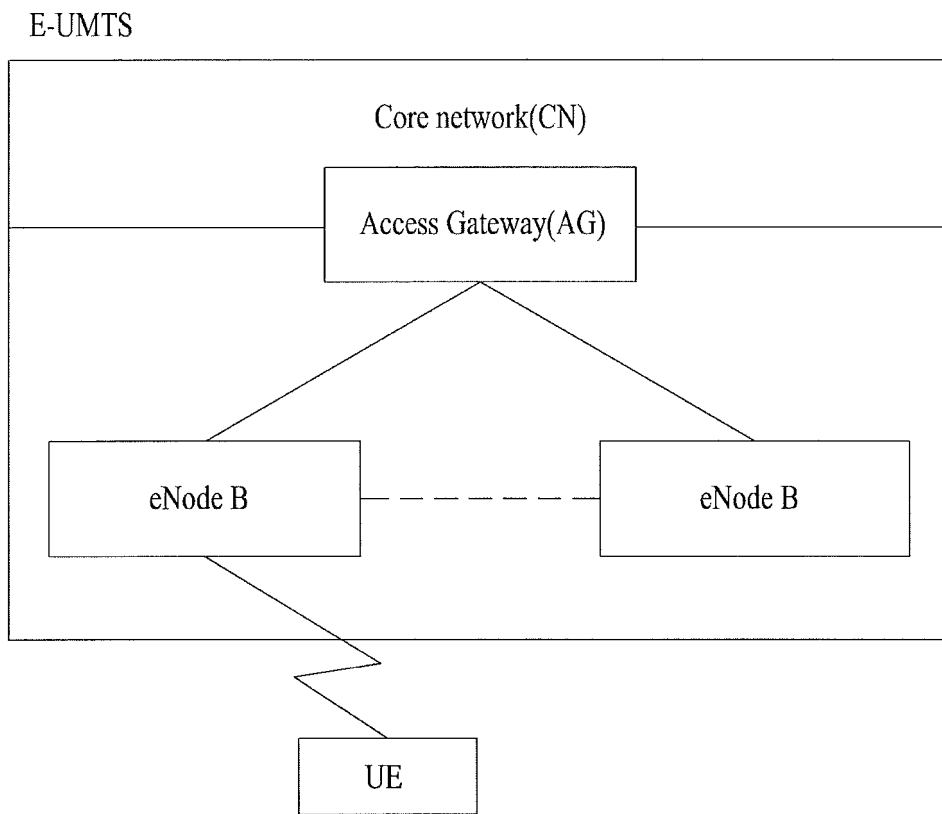 E-UMTS
Core network(CN)
Access Gateway(AG)
eNode B
eNode B
UE